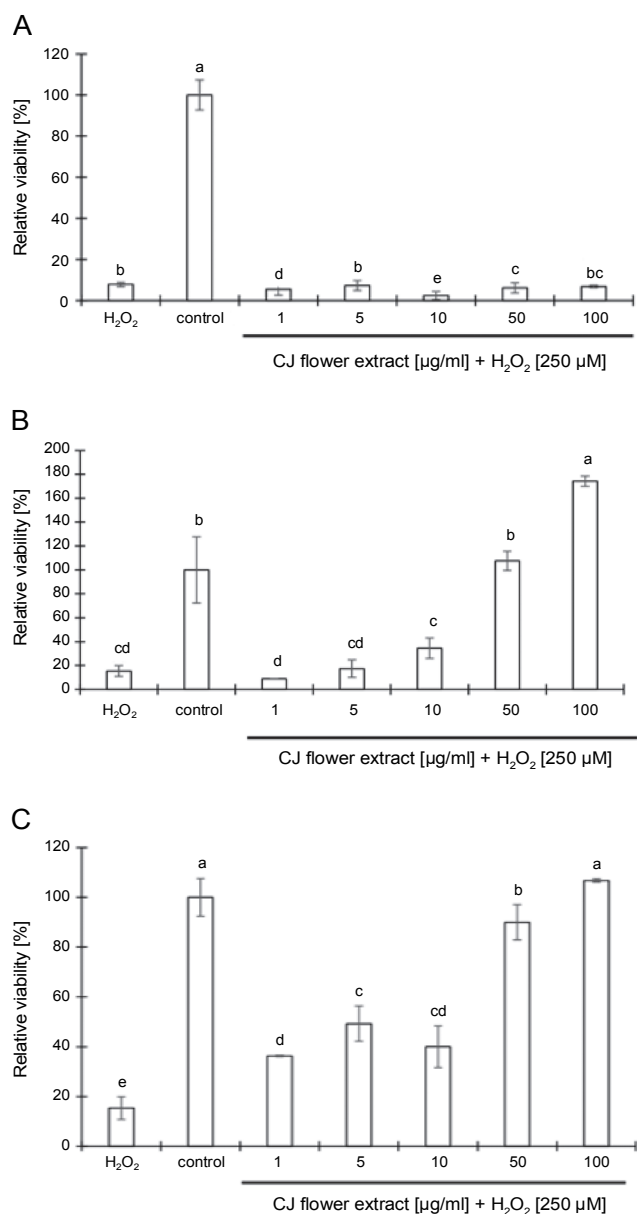 A
120
a
100
80
60
40
20
b
d
b
e
c
bc
0
Relative viability [%]
H₂O₂ control 1 5 10 50 100
CJ flower extract [µg/ml] + H₂O₂ [250 µM]
B
200
180
160
140
120
100
80
60
40
20
0
Relative viability [%]
cd
b
d
cd
c
b
a
H₂O₂ control 1 5 10 50 100
CJ flower extract [µg/ml] + H₂O₂ [250 µM]
C
120
100
80
60
40
20
0
Relative viability [%]
e
a
d
c
cd
b
a
H₂O₂ control 1 5 10 50 100
CJ flower extract [µg/ml] + H₂O₂ [250 µM]